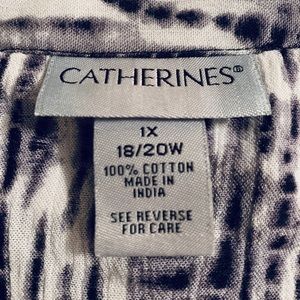 CATHERINES®
1X
18/20W
100% COTTON
MADE IN
INDIA
SEE REVERSE
FOR CARE